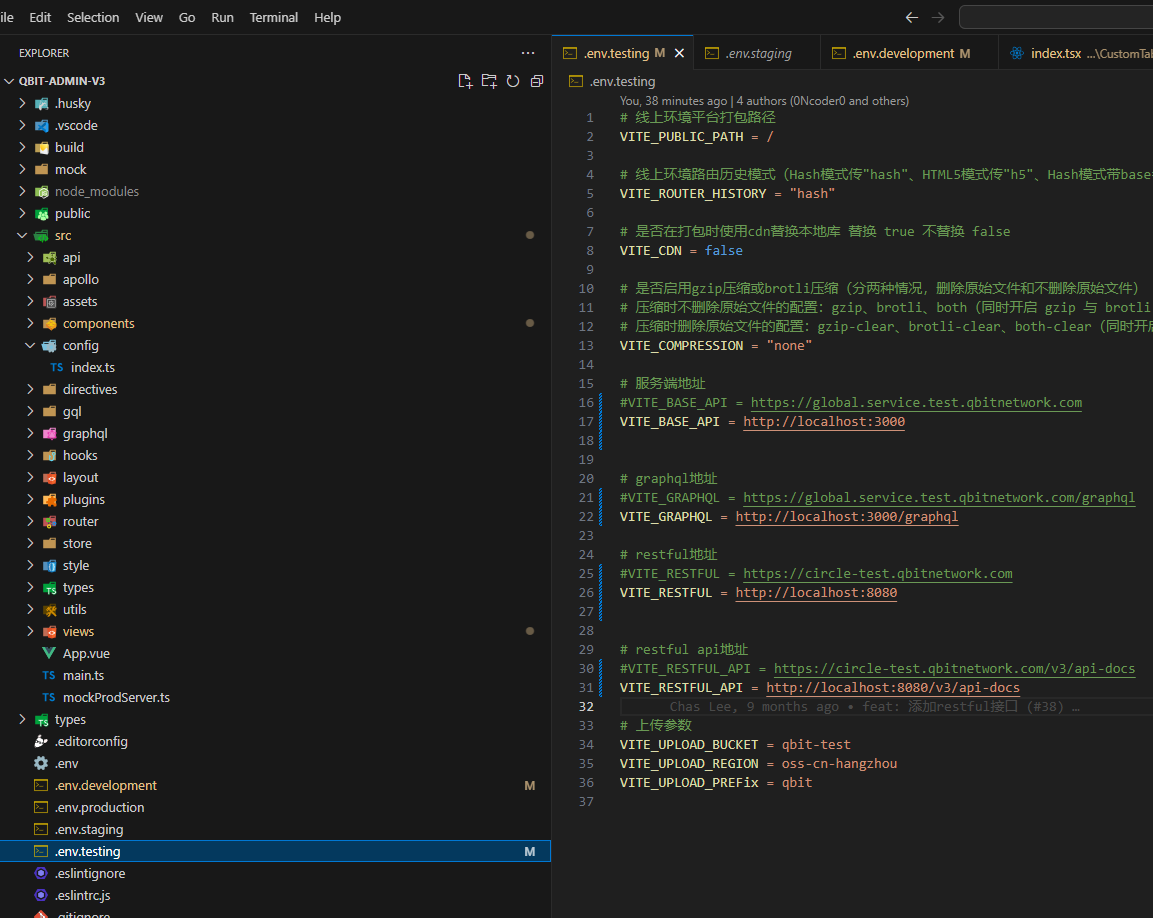 ile Edit Selection View Go Run Terminal Help
EXPLORER
QBIT-ADMIN-V3
.husky
.vscode
build
mock
node_modules
public
src
api
apollo
assets
components
config
TS index.ts
directives
gql
graphql
hooks
layout
plugins
router
store
style
types
utils
views
App.vue
TS main.ts
TS mockProdServer.ts
types
.editorconfig
.env
.env.development M
.env.production
.env.staging
.env.testing M
.eslintignore
.eslintrc.js
.gitignore
.env.testing M .env.staging .env.development M index.tsx ...\CustomTab
.env.testing
You, 38 minutes ago | 4 authors (0Ncoder0 and others)
1 # 线上环境平台打包路径
2 VITE_PUBLIC_PATH = /
3
4 # 线上环境路由历史模式（Hash模式传"hash"、HTML5模式传"h5"、Hash模式带base
5 VITE_ROUTER_HISTORY = "hash"
6
7 # 是否在打包时使用cdn替换本地库 替换 true 不替换 false
8 VITE_CDN = false
9
10 # 是否启用gzip压缩或brotli压缩（分两种情况，删除原始文件和不删除原始文件）
11 # 压缩时不删除原始文件的配置：gzip、brotli、both（同时开启 gzip 与 brotli
12 # 压缩时删除原始文件的配置：gzip-clear、brotli-clear、both-clear（同时开启
13 VITE_COMPRESSION = "none"
14
15 # 服务端地址
16 #VITE_BASE_API = https://global.service.test.qbitnetwork.com
17 VITE_BASE_API = http://localhost:3000
18
19
20 # graphql地址
21 #VITE_GRAPHQL = https://global.service.test.qbitnetwork.com/graphql
22 VITE_GRAPHQL = http://localhost:3000/graphql
23
24 # restful地址
25 #VITE_RESTFUL = https://circle-test.qbitnetwork.com
26 VITE_RESTFUL = http://localhost:8080
27
28
29 # restful api地址
30 #VITE_RESTFUL_API = https://circle-test.qbitnetwork.com/v3/api-docs
31 VITE_RESTFUL_API = http://localhost:8080/v3/api-docs
32 Chas Lee, 9 months ago • feat: 添加restful接口 (#38) …
33 # 上传参数
34 VITE_UPLOAD_BUCKET = qbit-test
35 VITE_UPLOAD_REGION = oss-cn-hangzhou
36 VITE_UPLOAD_PREFix = qbit
37